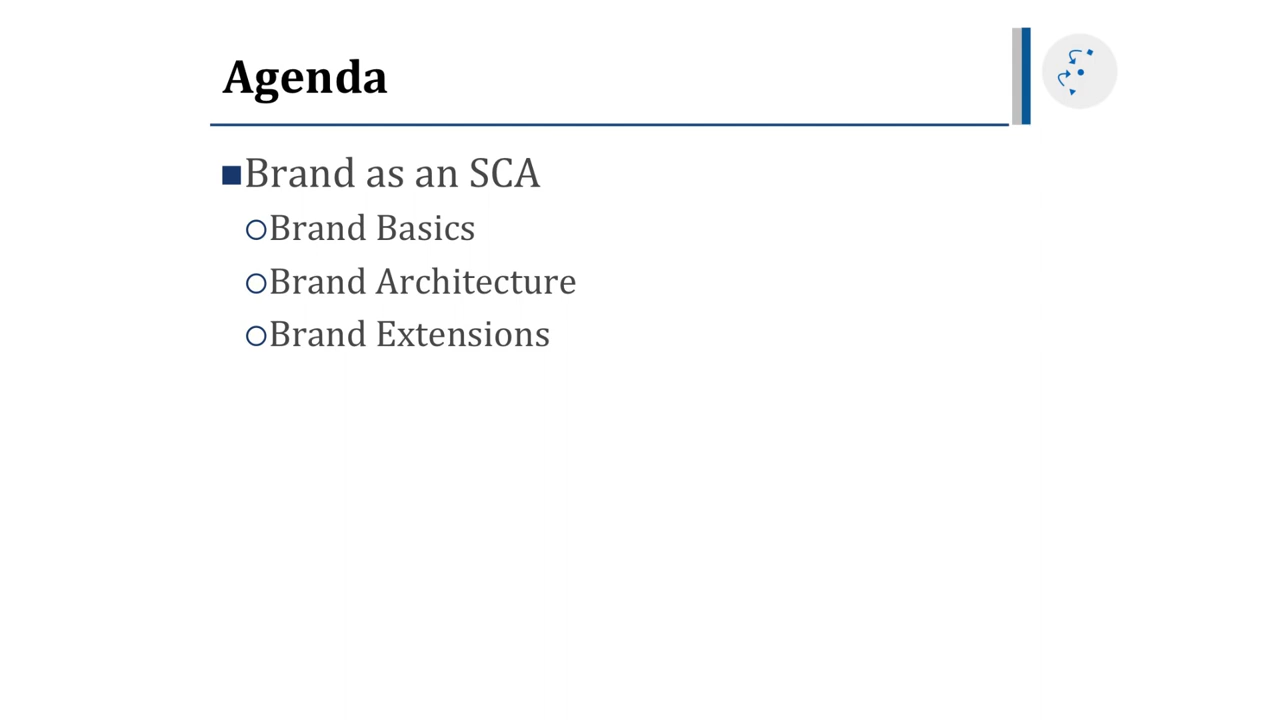 Agenda
Brand as an SCA
Brand Basics
Brand Architecture
Brand Extensions